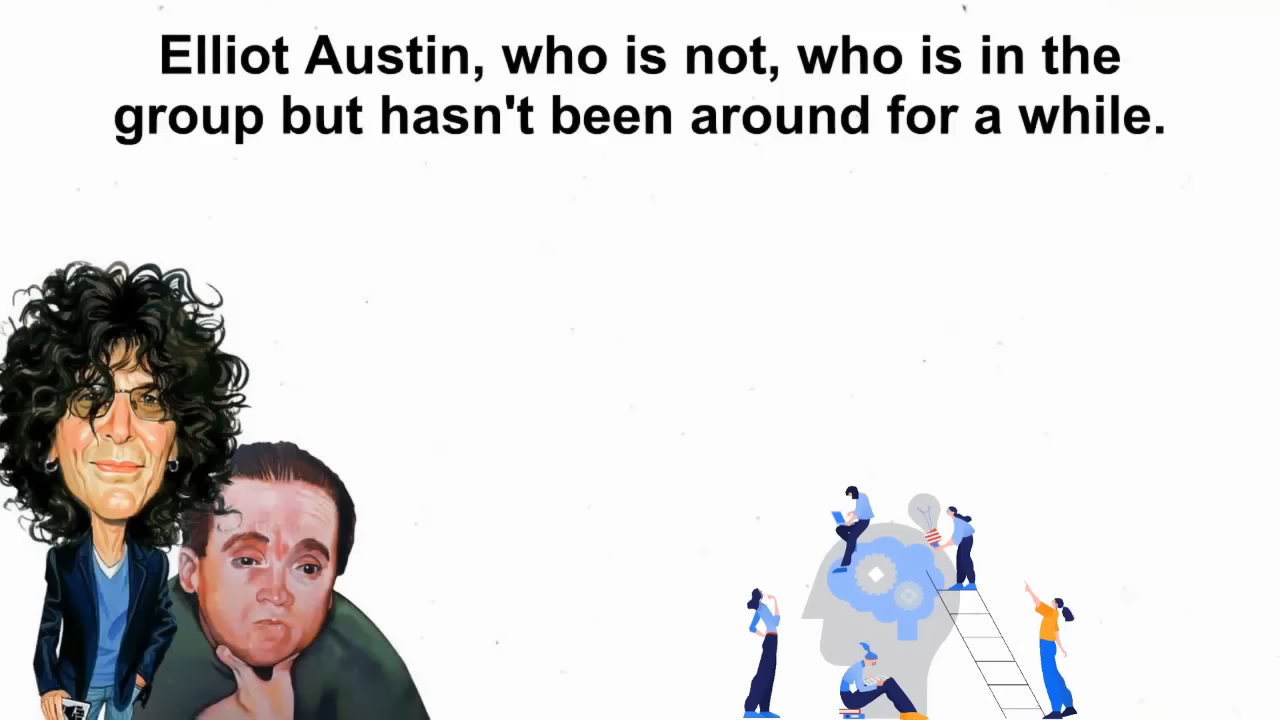 Elliot Austin, who is not, who is in the
group but hasn't been around for a while.